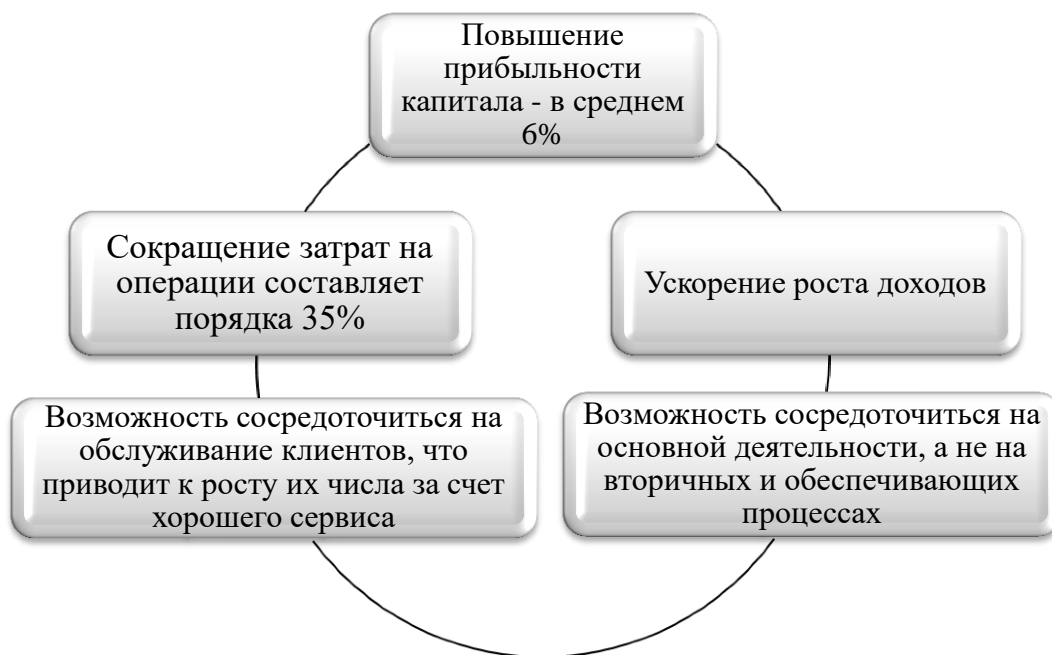 Повышение
прибыльности
капитала - в среднем
6%
Сокращение затрат на
операции составляет
порядка 35%
Ускорение роста доходов
Возможность сосредоточиться на
обслуживание клиентов, что
приводит к росту их числа за счет
хорошего сервиса
Возможность сосредоточиться на
основной деятельности, а не на
вторичных и обеспечивающих
процессах